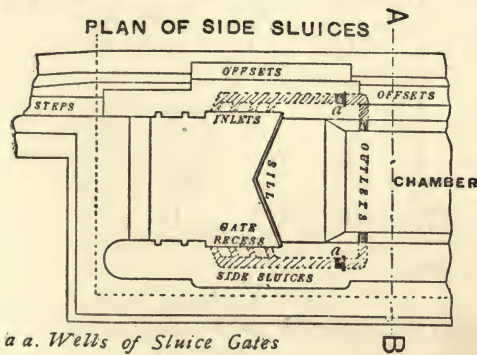 PLAN OF SIDE SLUICES
A
OFFSETS
STEPS
OFFSETS
a
INLETS
SILL
OUTLETS
CHAMBER
GATE
RECESS
a
SIDE SLUICES
a a. Wells of Sluice Gates
B